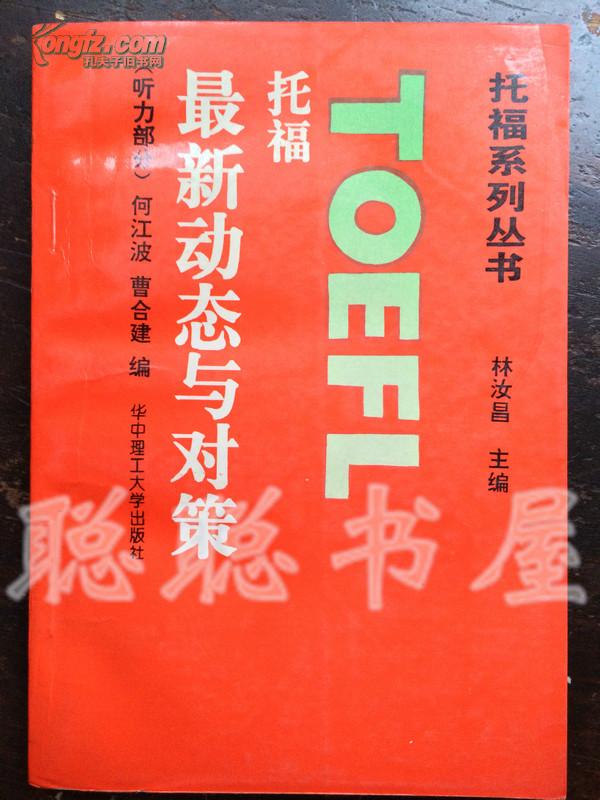 kongfz.com
孔夫子旧书网
托福系列丛书
林汝昌 主编
TOEFL
托福
最新动态与对策
（听力部分）何江波 曹合建 编
华中理工大学出版社
聪聪书屋